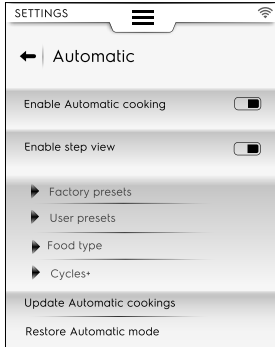 SETTINGS
Automatic
Enable Automatic cooking
Enable step view
Factory presets
User presets
Food type
Cycles+
Update Automatic cookings
Restore Automatic mode